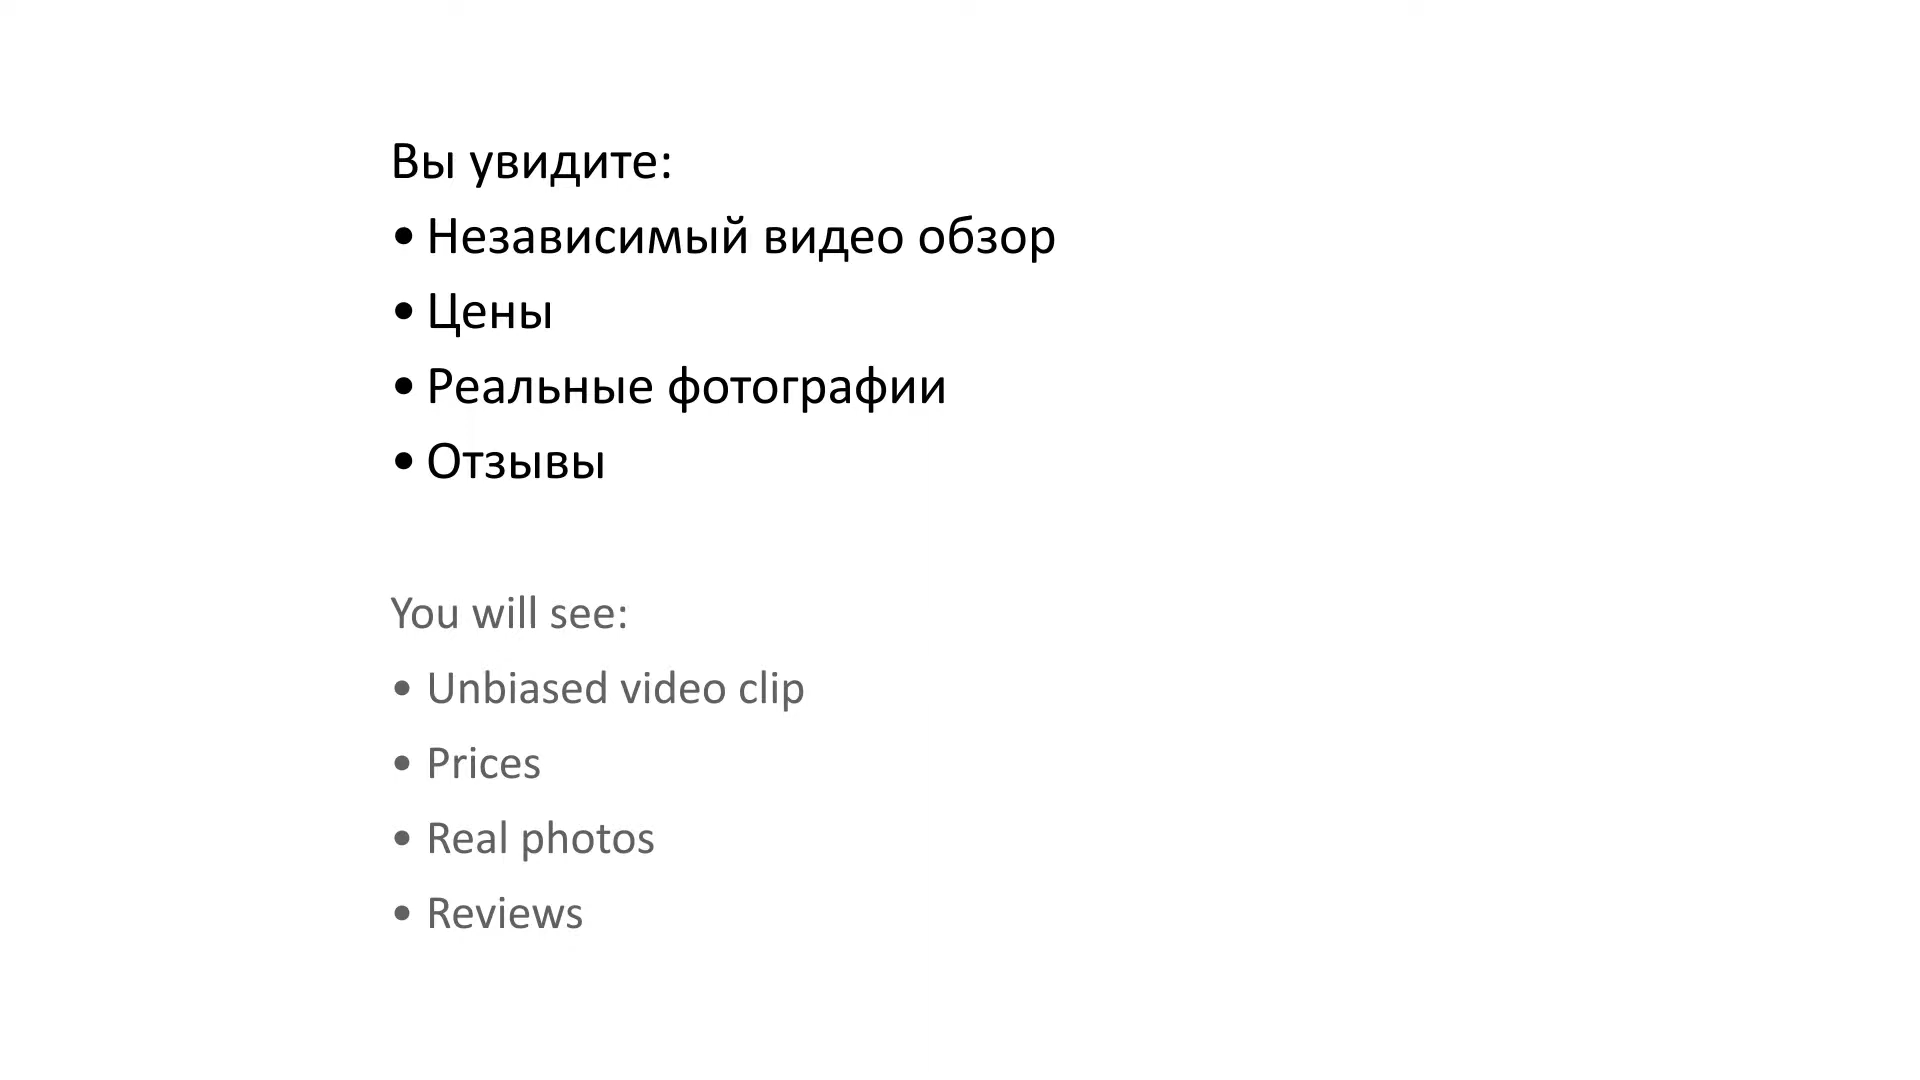 Вы увидите:
• Независимый видео обзор
• Цены
• Реальные фотографии
• Отзывы
You will see:
• Unbiased video clip
• Prices
• Real photos
• Reviews